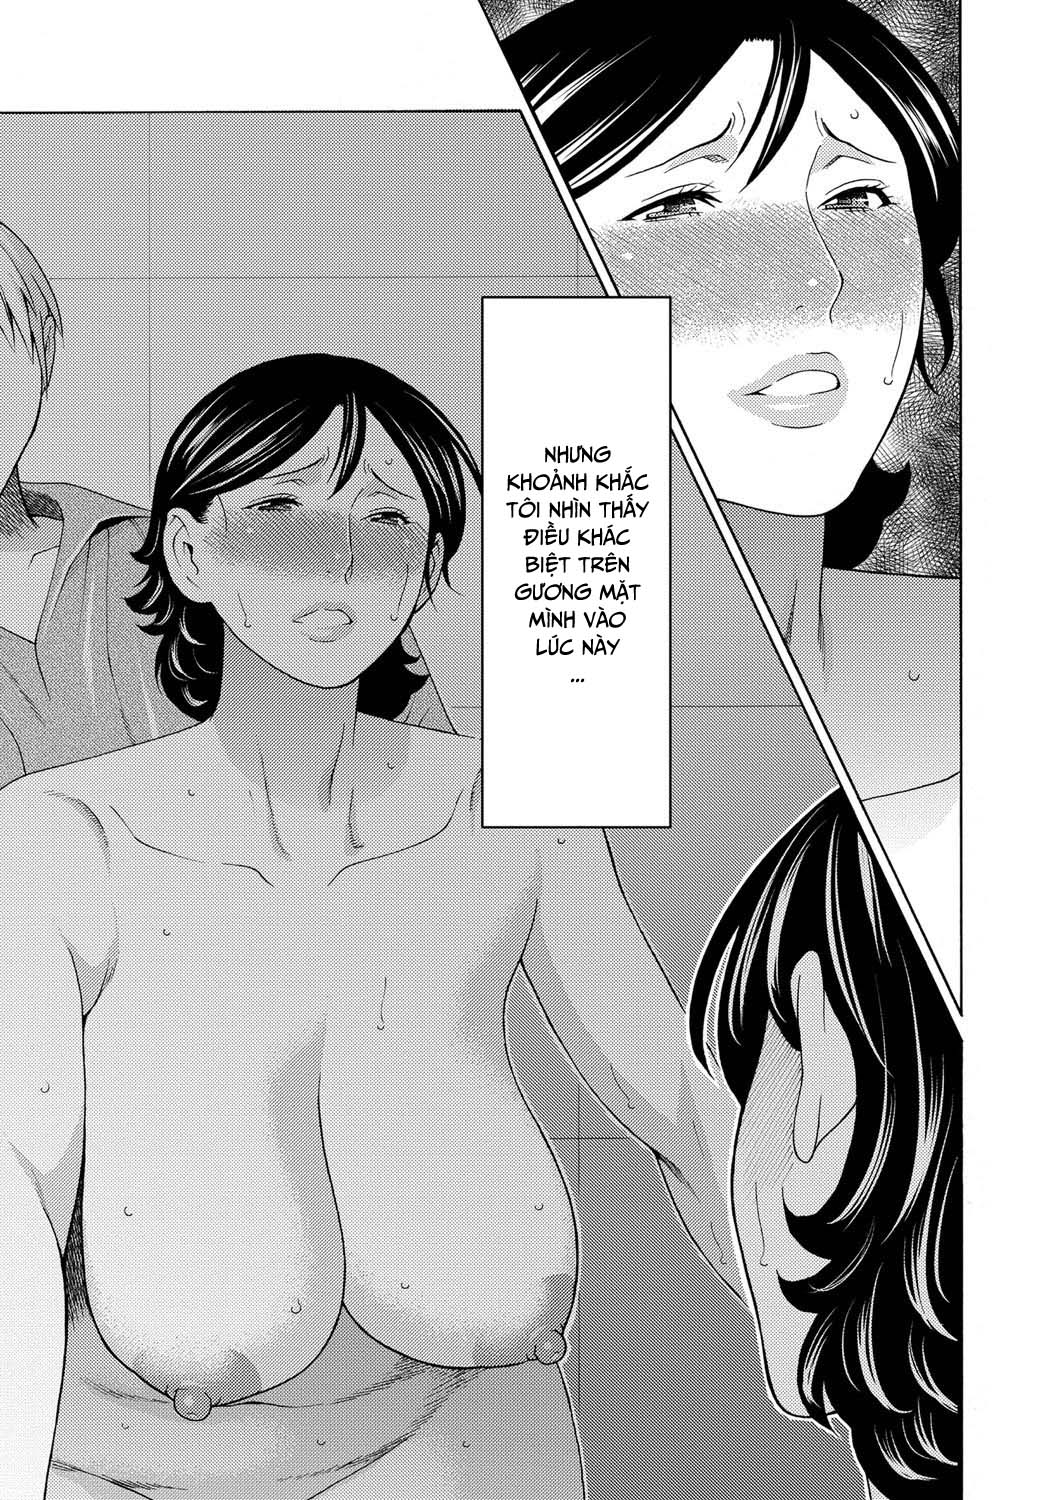 NHƯNG
KHOẢNH KHẮC
TÔI NHÌN THẤY
ĐIỀU KHÁC
BIỆT TRÊN
GƯƠNG MẶT
MÌNH VÀO
LÚC NÀY
...